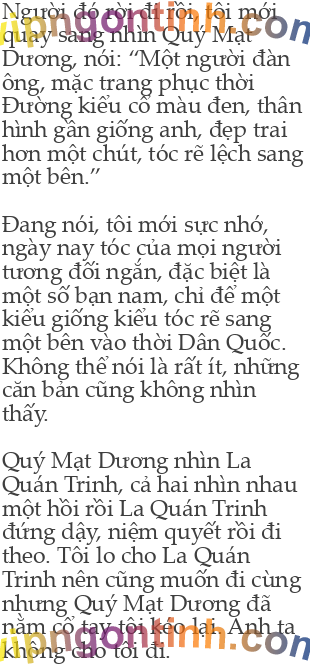 Người đó rời đi rồi, tôi mới
quay sang nhìn Quý Mạt
Dương, nói: “Một người đàn
ông, mặc trang phục thời
Đường kiểu cổ màu đen, thân
hình gần giống anh, đẹp trai
hơn một chút, tóc rẽ lệch sang
một bên.”
Đang nói, tôi mới sực nhớ,
ngày nay tóc của mọi người
tương đối ngắn, đặc biệt là
một số bạn nam, chỉ để một
kiểu giống kiểu tóc rẽ sang
một bên vào thời Dân Quốc.
Không thể nói là rất ít, những
căn bản cũng không nhìn
thấy.
Quý Mạt Dương nhìn La
Quán Trinh, cả hai nhìn nhau
một hồi rồi La Quán Trinh
đứng dậy, niệm quyết rồi đi
theo. Tôi lo cho La Quán
Trinh nên cũng muốn đi cùng
nhưng Quý Mạt Dương đã
nắm cổ tay tôi kéo lại. Anh ta
không cho tôi đi.
vipngontinh.com
vipngontinh.com